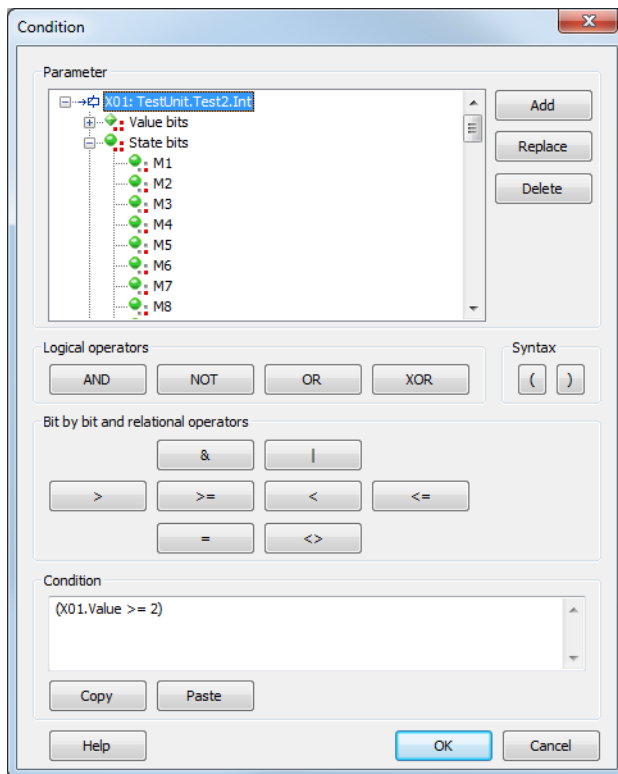 Condition
Parameter
X01: TestUnit.Test2.Int
Value bits
State bits
M1
M2
M3
M4
M5
M6
M7
M8
Add
Replace
Delete
Logical operators
AND NOT OR XOR
Syntax
( )
Bit by bit and relational operators
& |
> >= < <=
= <>
Condition
(X01.Value >= 2)
Copy Paste
Help OK Cancel